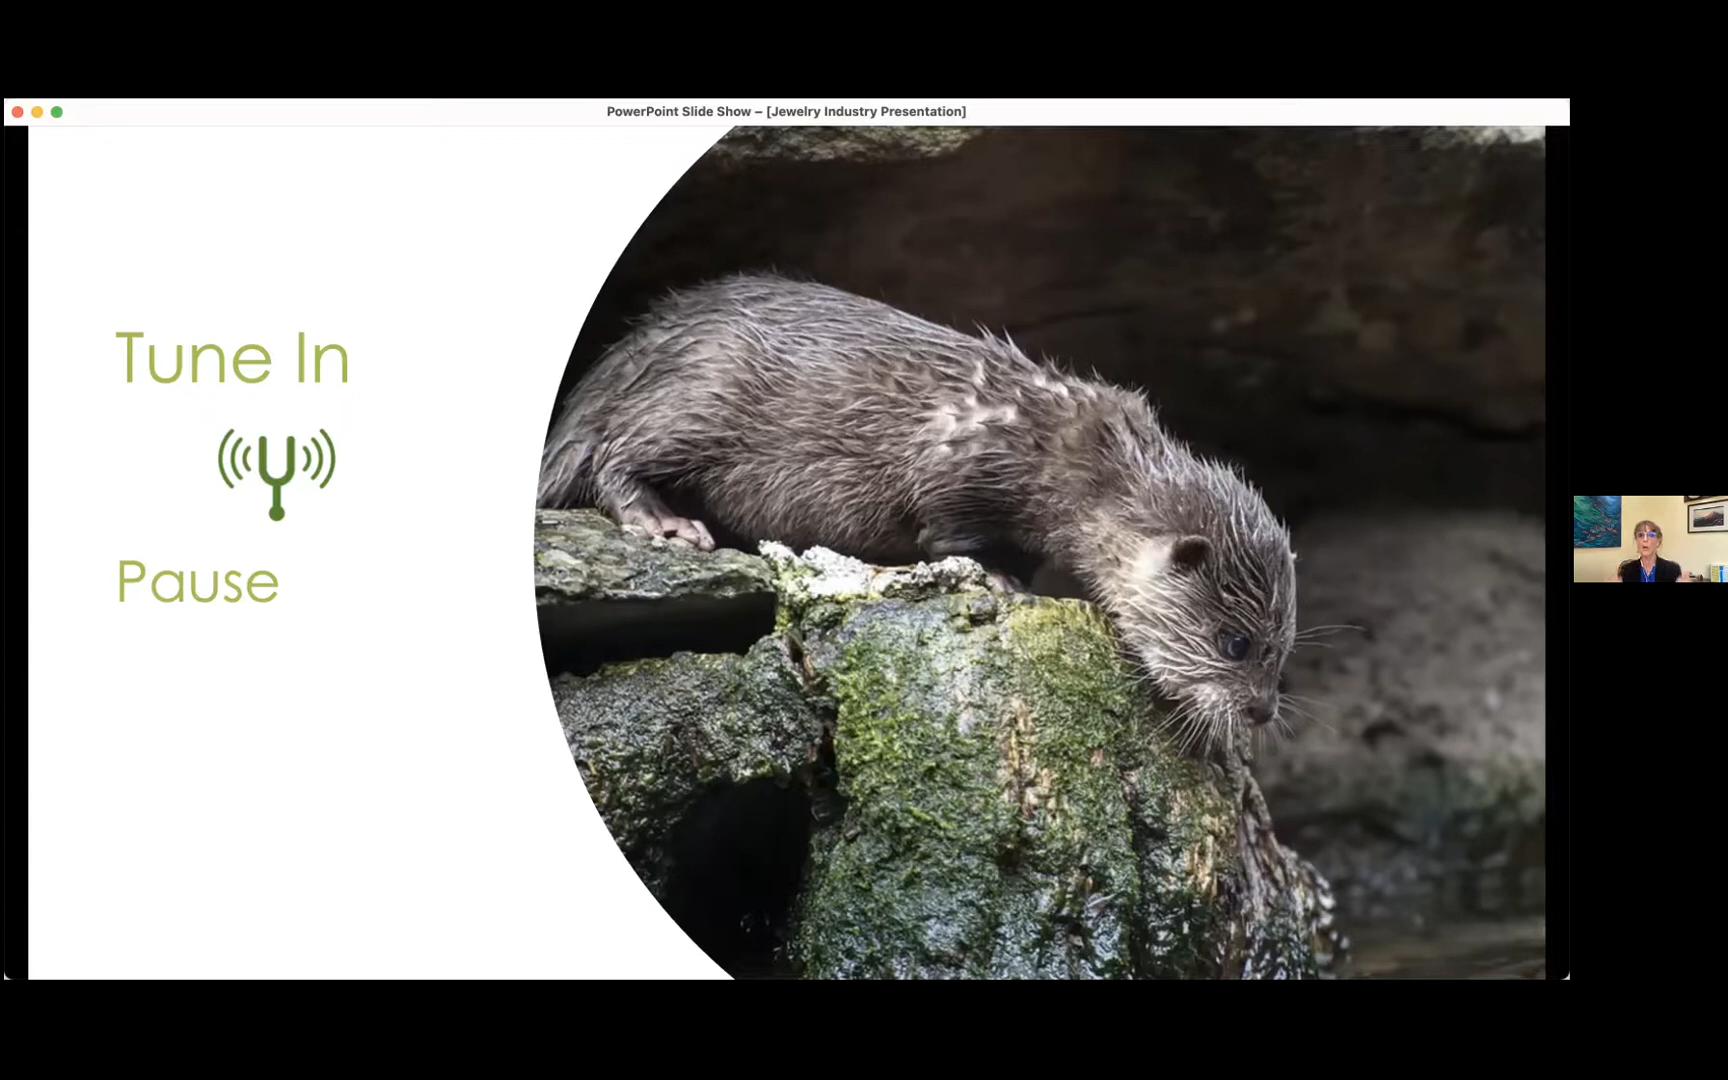 PowerPoint Slide Show – [Jewelry Industry Presentation]
Tune In
Pause